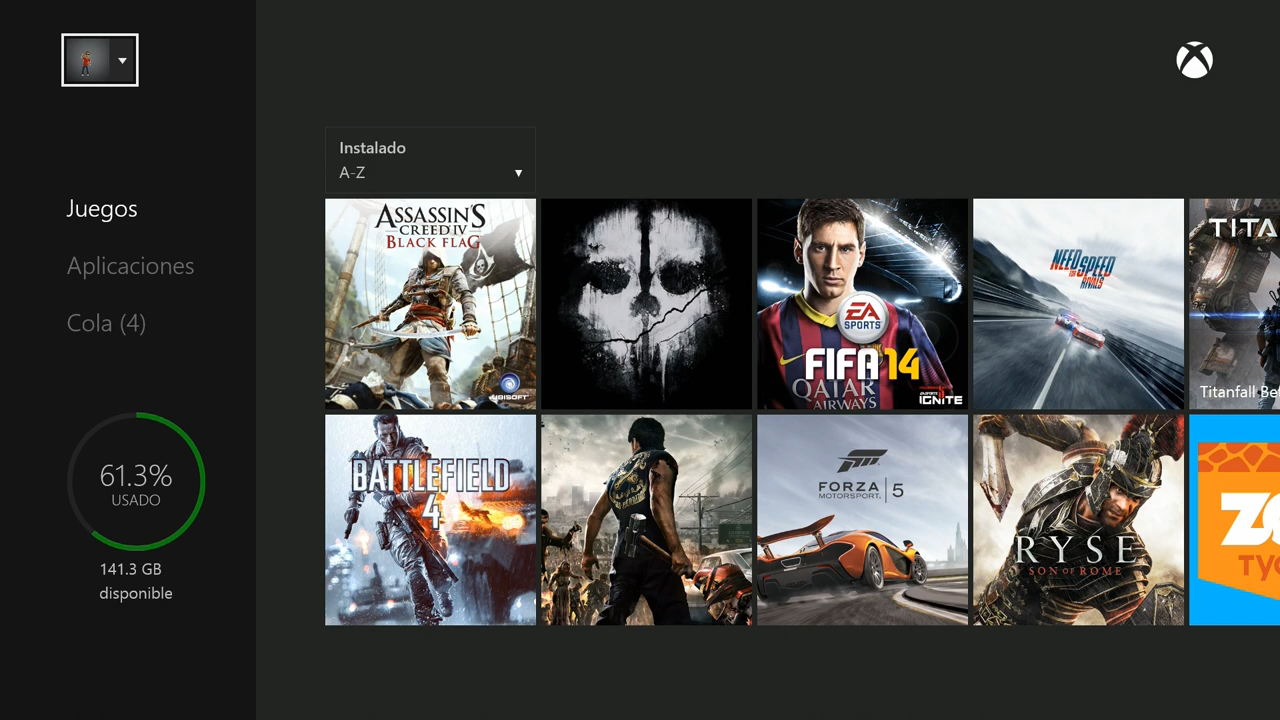 Juegos
Aplicaciones
Cola (4)
61.3%
USADO
141.3 GB
disponible
Instalado
A-Z
ASSASSIN'S
CREED IV
BLACK FLAG
UBISOFT
EA
SPORTS
FIFA 14
QATAR
AIRWAYS
EA SPORTS
IGNITE
NEED FOR SPEED
RIVALS
TITA
Titanfall Be
BATTLEFIELD
4
FORZA
MOTORSPORT. 5
RYSE
SON OF ROME
TY